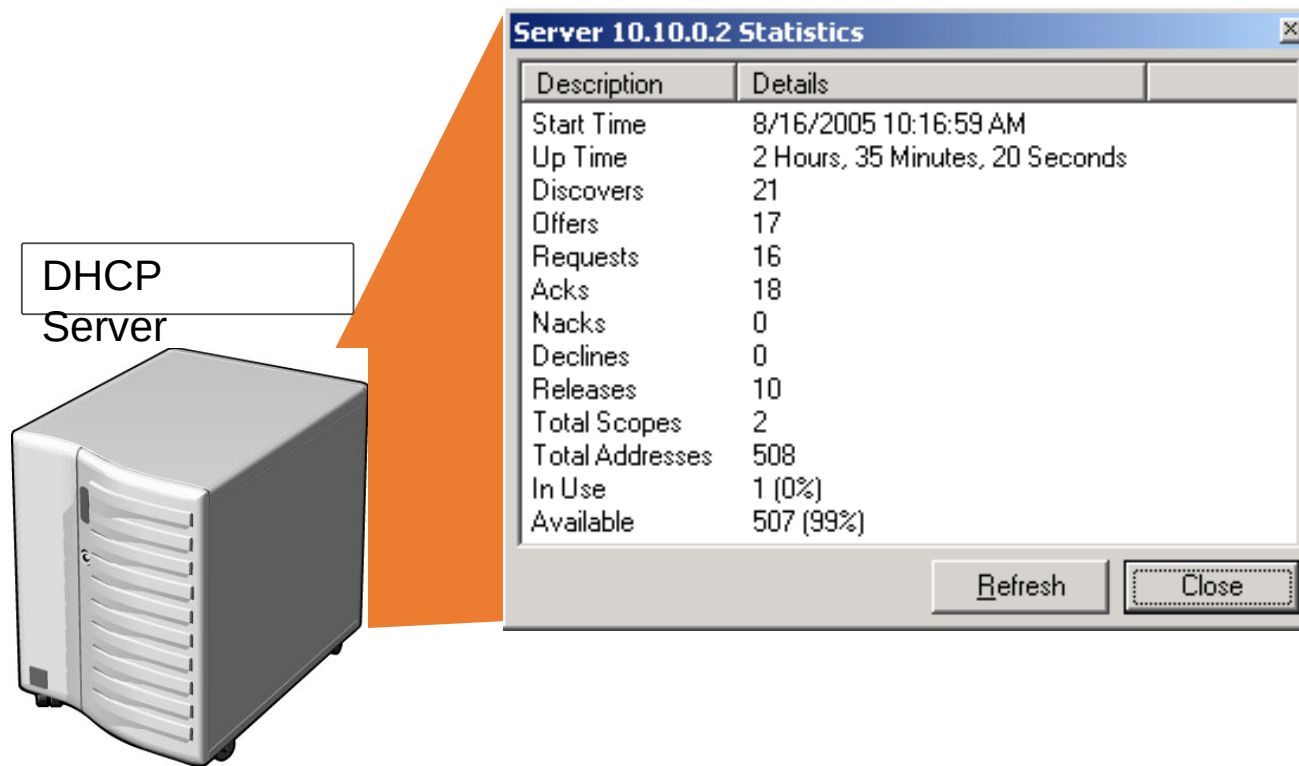 Server 10.10.0.2 Statistics
Description Details
Start Time 8/16/2005 10:16:59 AM
Up Time 2 Hours, 35 Minutes, 20 Seconds
Discovers 21
Offers 17
Requests 16
Acks 18
Nacks 0
Declines 0
Releases 10
Total Scopes 2
Total Addresses 508
In Use 1 (0%)
Available 507 (99%)
Refresh Close
DHCP
Server